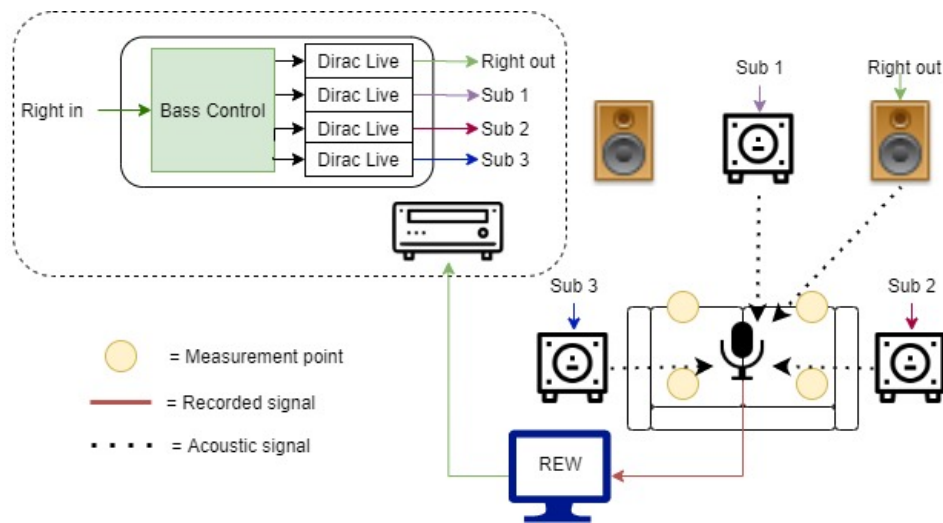 Right in
Bass Control
Dirac Live
Dirac Live
Dirac Live
Dirac Live
Right out
Sub 1
Sub 2
Sub 3
Sub 1
Right out
Sub 3
Sub 2
= Measurement point
= Recorded signal
= Acoustic signal
REW